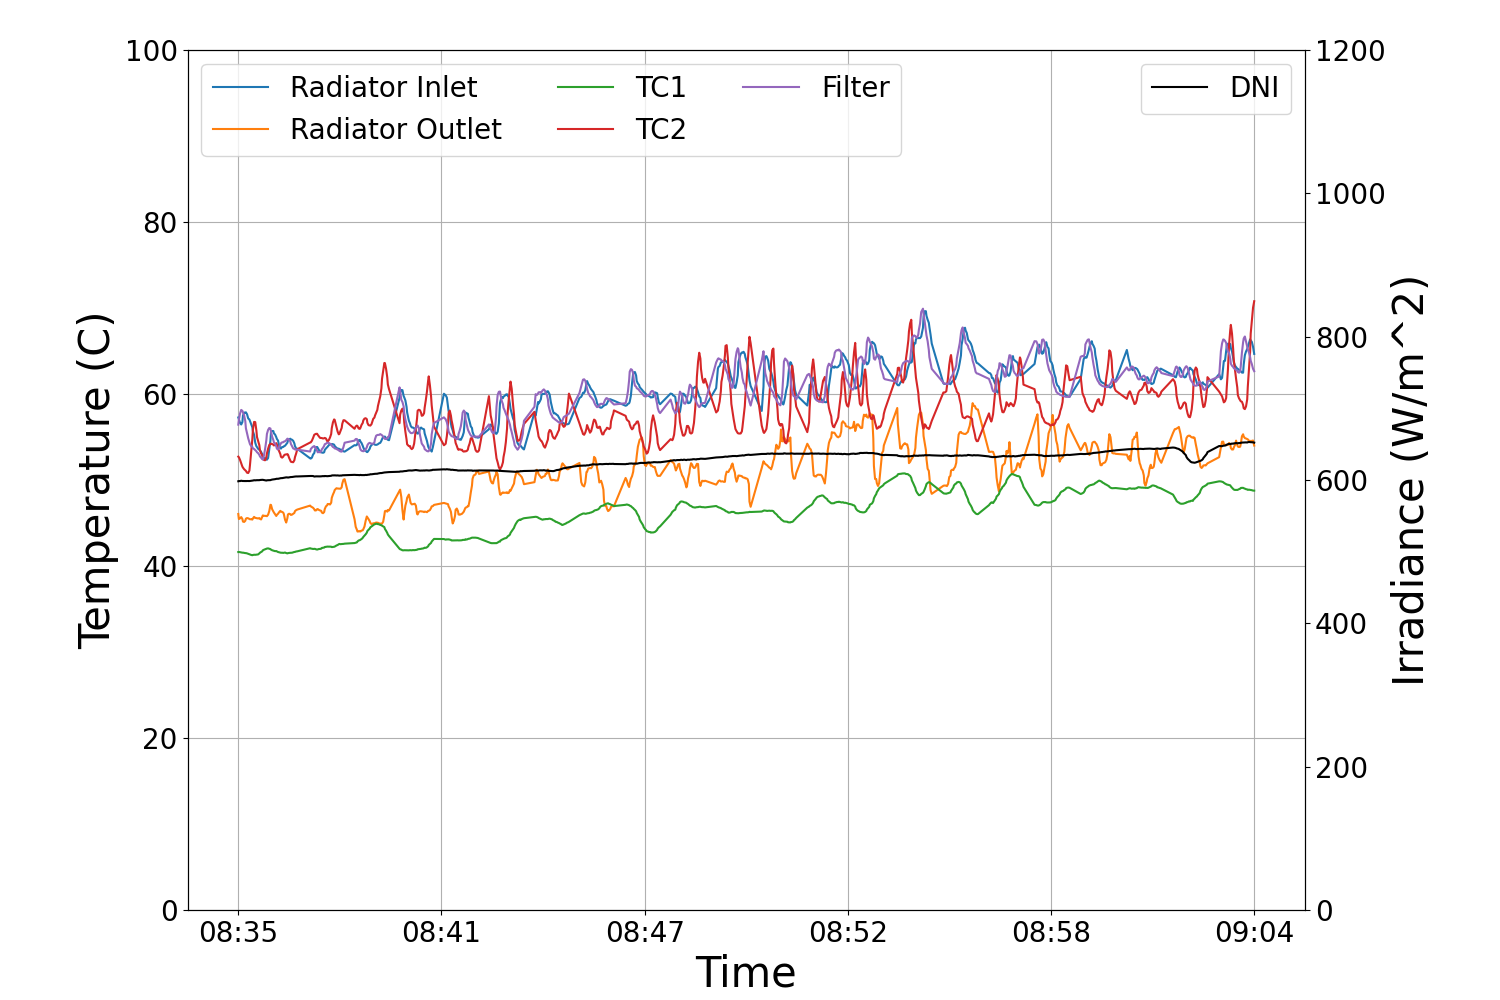 Radiator Inlet
Radiator Outlet
TC1
TC2
Filter
DNI
Temperature (C)
100
80
60
40
20
0
1200
1000
800
600
400
200
0
Irradiance (W/m^2)
08:35 08:41 08:47 08:52 08:58 09:04
Time